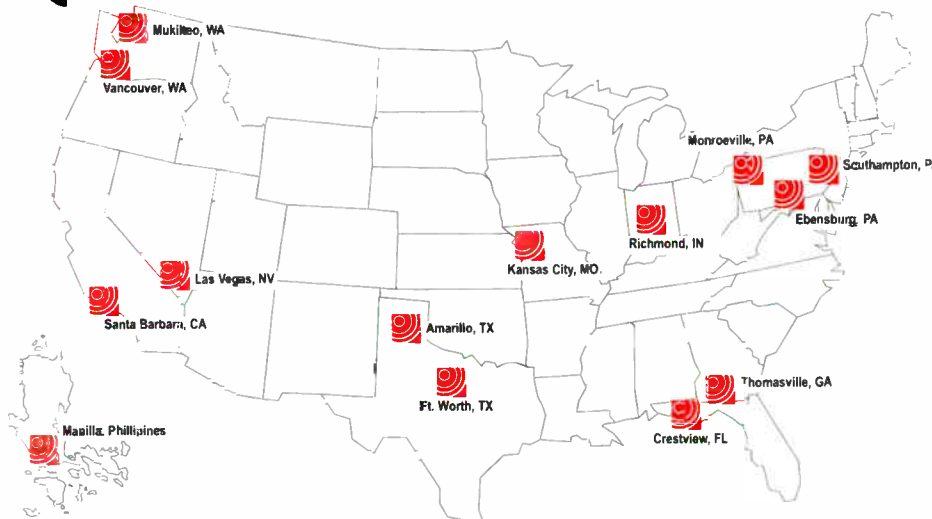 Mukilteo, WA
Vancouver, WA
Monroeville, PA
Southampton, P
Ebensburg, PA
Richmond, IN
Kansas City, MO.
Las Vegas, NV
Santa Barbara, CA
Amarillo, TX
Ft. Worth, TX
Thomasville, GA
Crestview, FL
Manilla, Phillipines